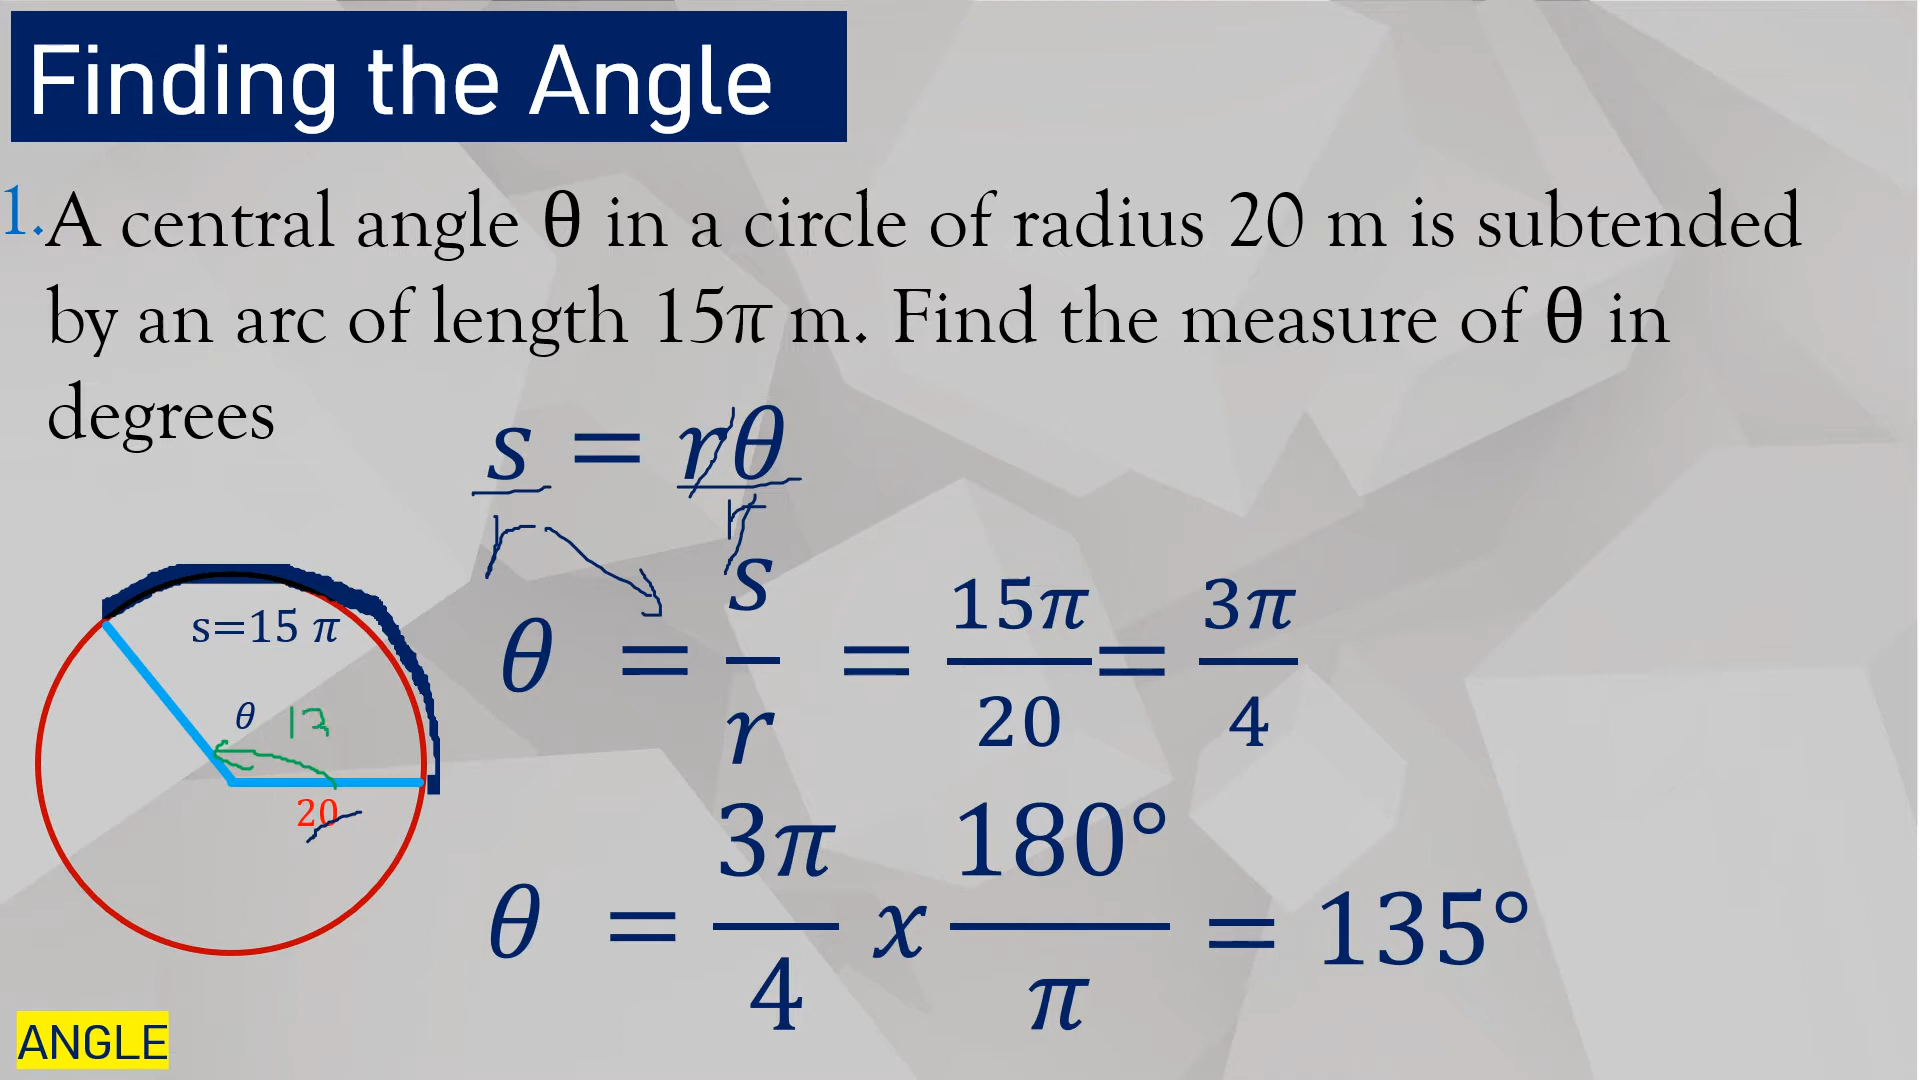 Finding the Angle
1. A central angle θ in a circle of radius 20 m is subtended
by an arc of length 15π m. Find the measure of θ in
degrees
s = rθ
r r
θ = s/r = 15π/20 = 3π/4
s=15 π
θ 13
20
θ = 3π/4 x 180°/π = 135°
ANGLE